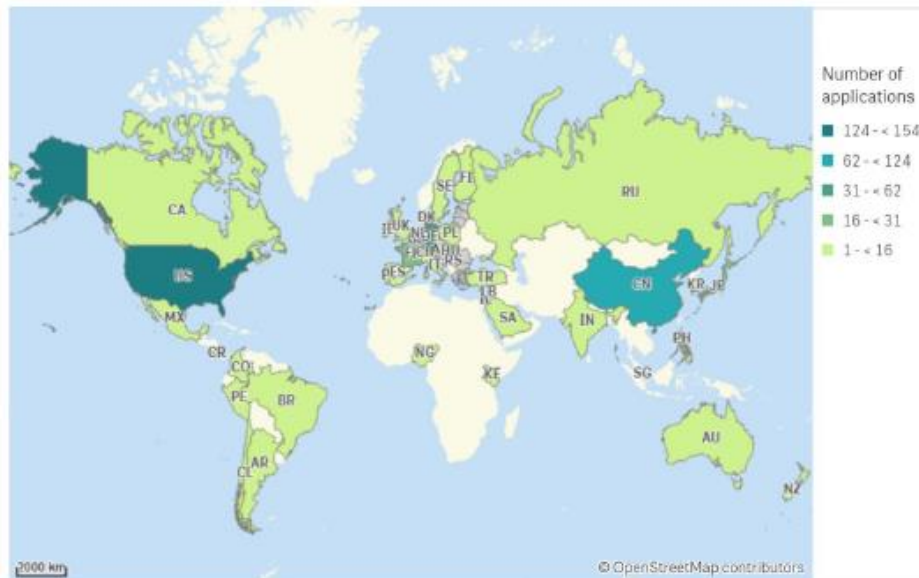 Number of
applications
124 - < 154
62 - < 124
31 - < 62
16 - < 31
1 - < 16
SE
FI
RU
CA
UK
DK
PL
US
ES
IT
RS
TR
CN
KR
JP
LB
MX
SA
IN
CR
NG
PH
CO
KE
SG
PE
BR
AU
CL
AR
NZ
2000 km
© OpenStreetMap contributors